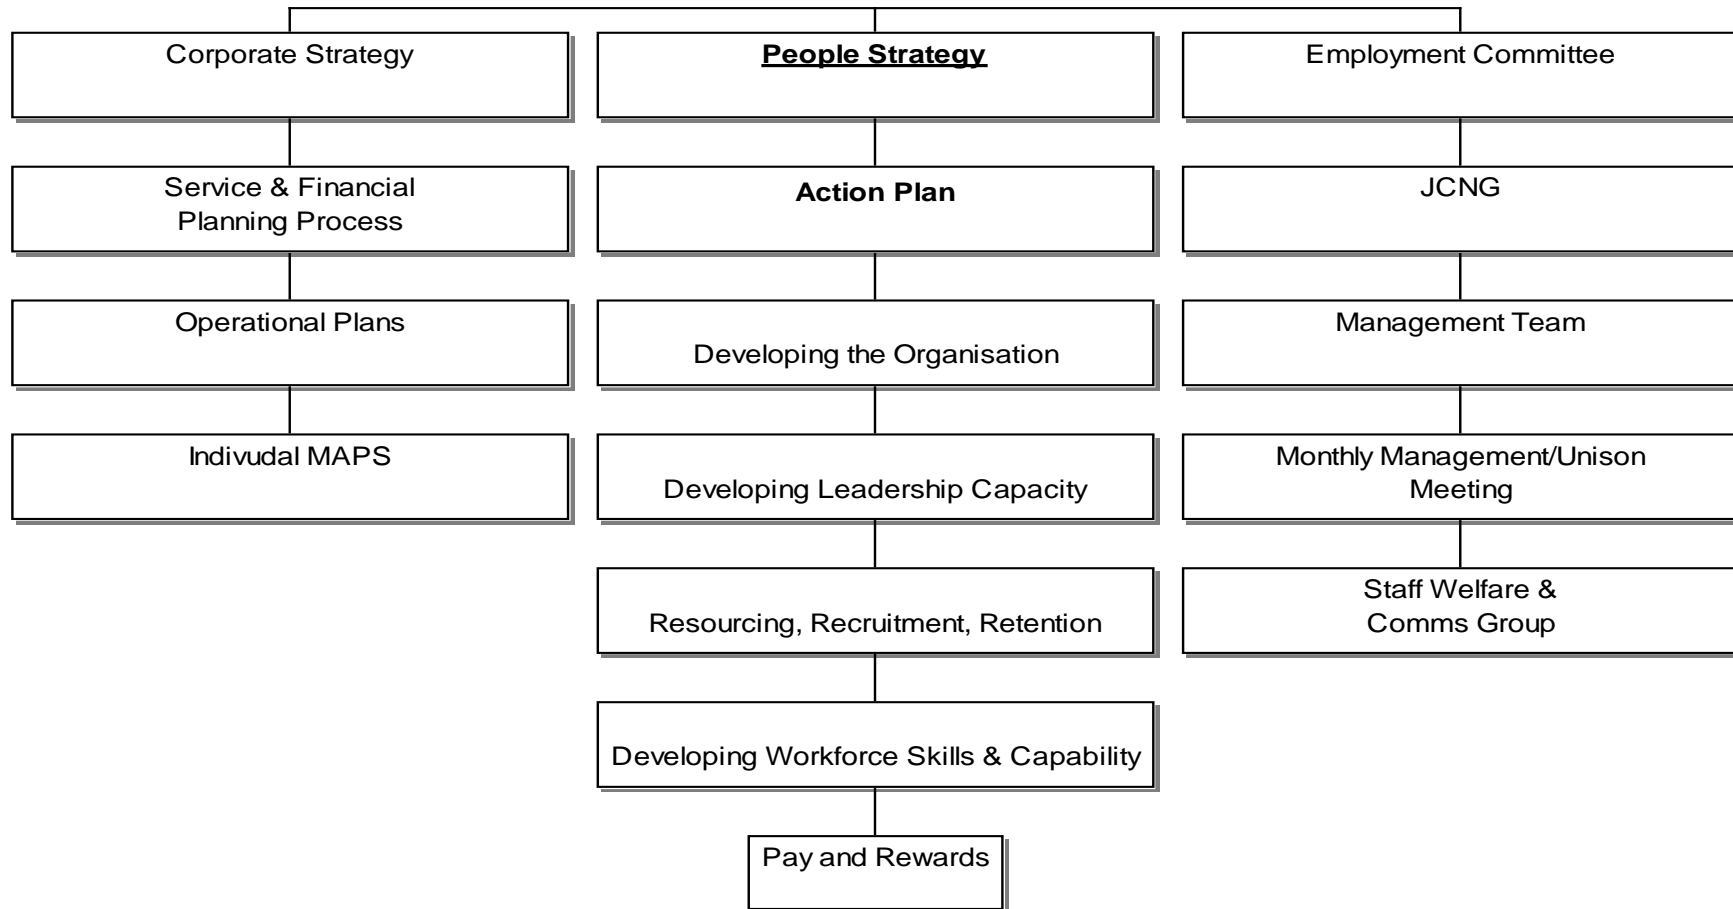 Corporate Strategy
People Strategy
Employment Committee
Service & Financial
Planning Process
Action Plan
JCNG
Operational Plans
Developing the Organisation
Management Team
Indivudal MAPS
Developing Leadership Capacity
Monthly Management/Unison
Meeting
Resourcing, Recruitment, Retention
Staff Welfare &
Comms Group
Developing Workforce Skills & Capability
Pay and Rewards